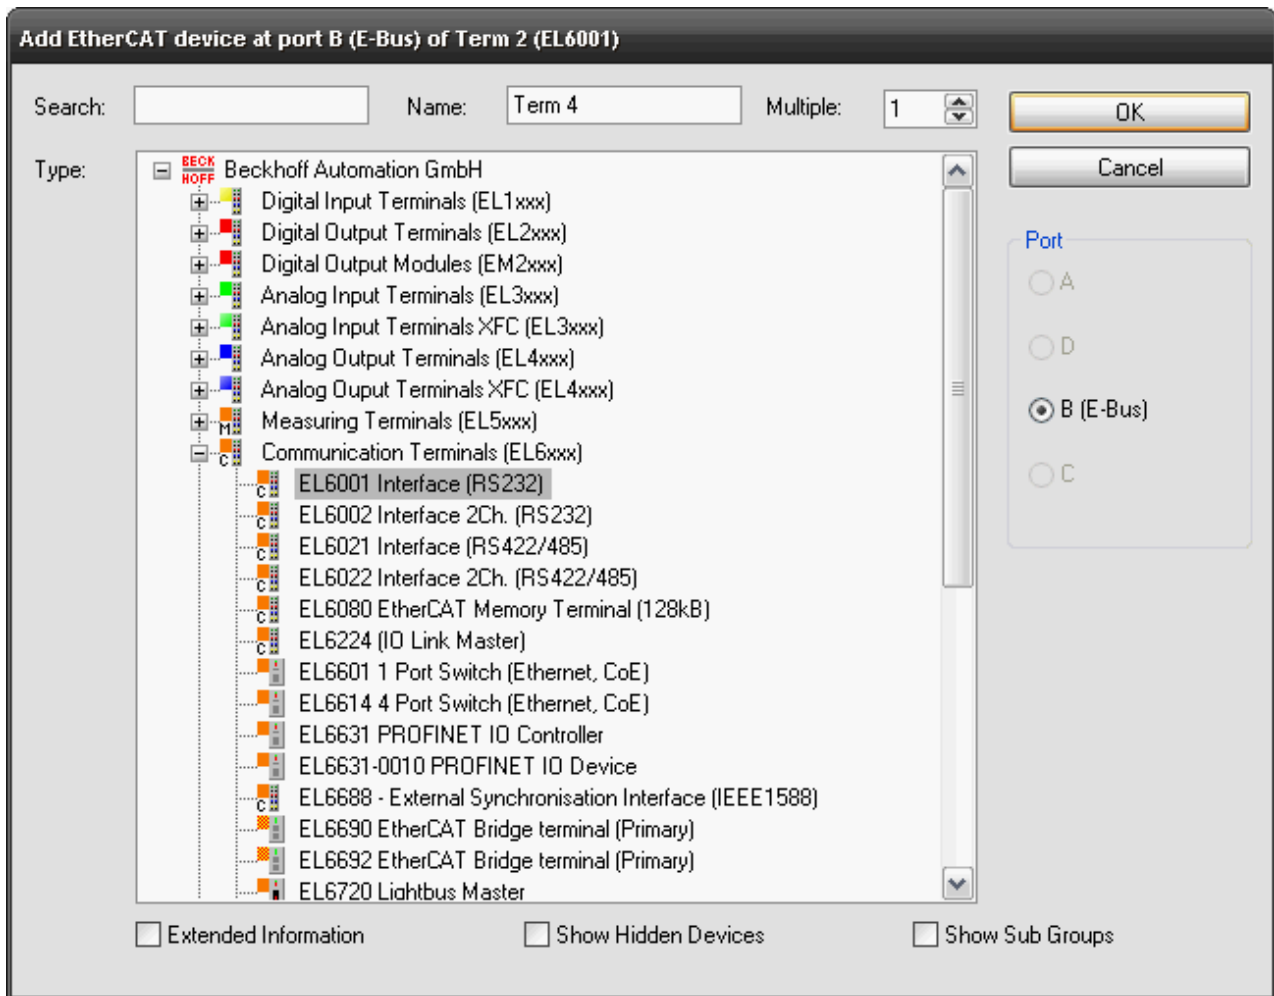 Add EtherCAT device at port B (E-Bus) of Term 2 (EL6001)
Search: Name: Term 4 Multiple: 1 OK
Cancel
Type: BECK HOFF Beckhoff Automation GmbH
Digital Input Terminals (EL1xxx)
Digital Output Terminals (EL2xxx)
Digital Output Modules (EM2xxx)
Analog Input Terminals (EL3xxx)
Analog Input Terminals XFC (EL3xxx)
Analog Output Terminals (EL4xxx)
Analog Ouput Terminals XFC (EL4xxx)
M Measuring Terminals (EL5xxx)
C Communication Terminals (EL6xxx)
C EL6001 Interface (RS232)
C EL6002 Interface 2Ch. (RS232)
C EL6021 Interface (RS422/485)
C EL6022 Interface 2Ch. (RS422/485)
C EL6080 EtherCAT Memory Terminal (128kB)
C EL6224 (IO Link Master)
EL6601 1 Port Switch (Ethernet, CoE)
EL6614 4 Port Switch (Ethernet, CoE)
EL6631 PROFINET IO Controller
EL6631-0010 PROFINET IO Device
C EL6688 - External Synchronisation Interface (IEEE1588)
EL6690 EtherCAT Bridge terminal (Primary)
EL6692 EtherCAT Bridge terminal (Primary)
EL6720 Lightbus Master
Port
A
D
B (E-Bus)
C
Extended Information Show Hidden Devices Show Sub Groups